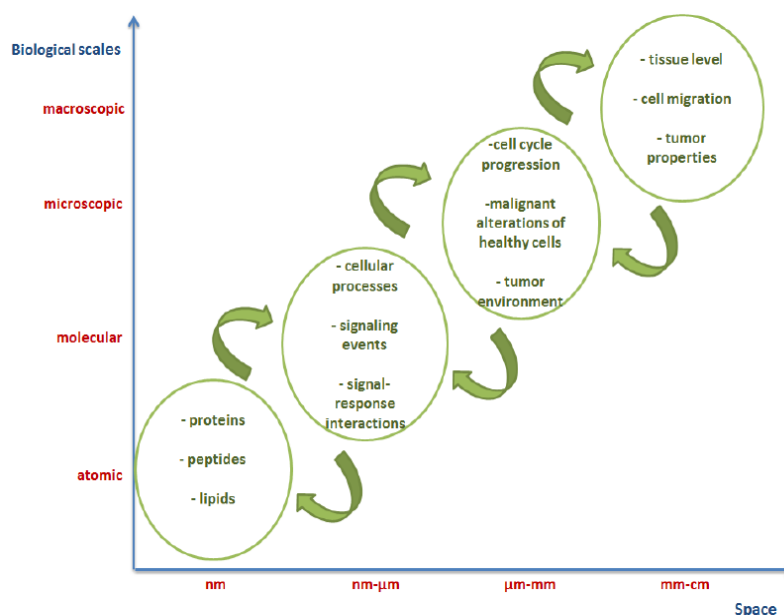 Biological scales
macroscopic
microscopic
molecular
atomic
- tissue level
- cell migration
- tumor
properties
-cell cycle
progression
-malignant
alterations of
healthy cells
- tumor
environment
- cellular
processes
- signaling
events
- signal-
response
interactions
- proteins
- peptides
- lipids
nm
nm-μm
μm-mm
mm-cm
Space